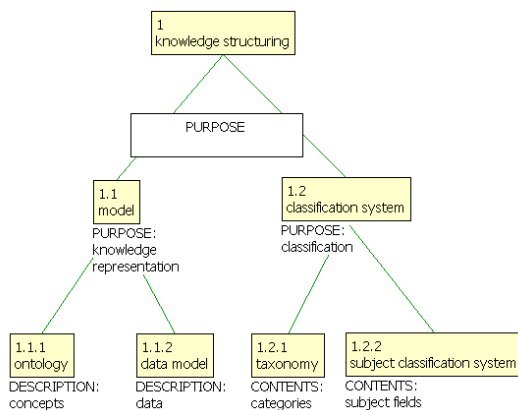 1
knowledge structuring
PURPOSE
1.1
model
PURPOSE:
knowledge
representation
1.2
classification system
PURPOSE:
classification
1.1.1
ontology
DESCRIPTION:
concepts
1.1.2
data model
DESCRIPTION:
data
1.2.1
taxonomy
CONTENTS:
categories
1.2.2
subject classification system
CONTENTS:
subject fields